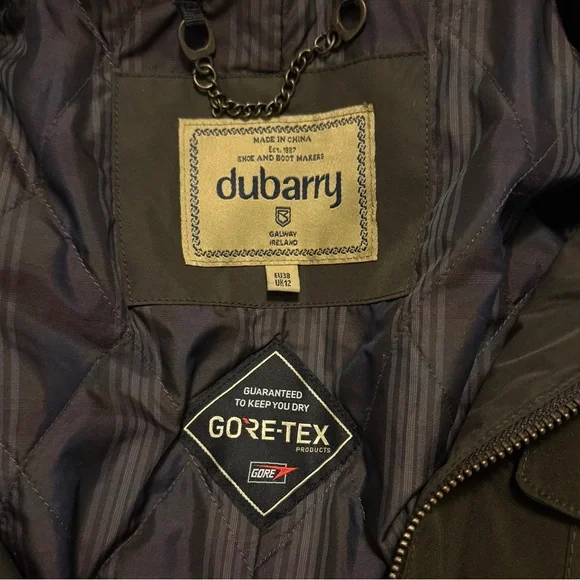 MADE IN CHINA
Est. 1937
SHOE AND BOOT MAKERS
dubarry
GALWAY
IRELAND
EU38
UK12
GUARANTEED
TO KEEP YOU DRY
GORE-TEX
PRODUCTS
GORE